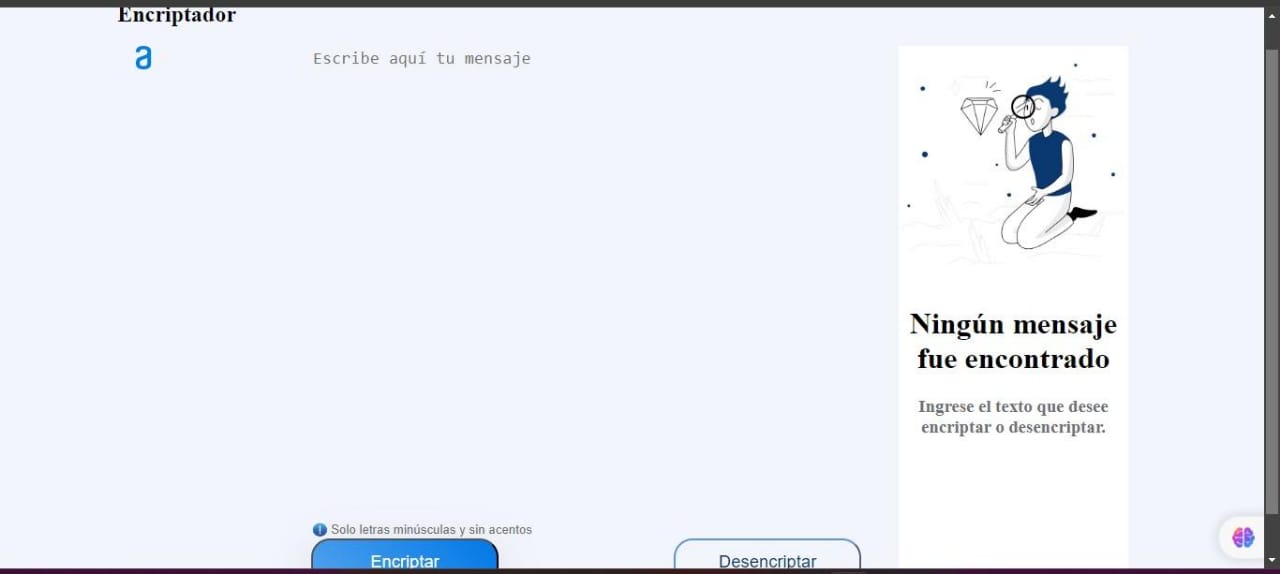 Encriptador
a
Escribe aquí tu mensaje
Ningún mensaje
fue encontrado
Ingrese el texto que desee
encriptar o desencriptar.
Solo letras minúsculas y sin acentos
Encriptar
Desencriptar